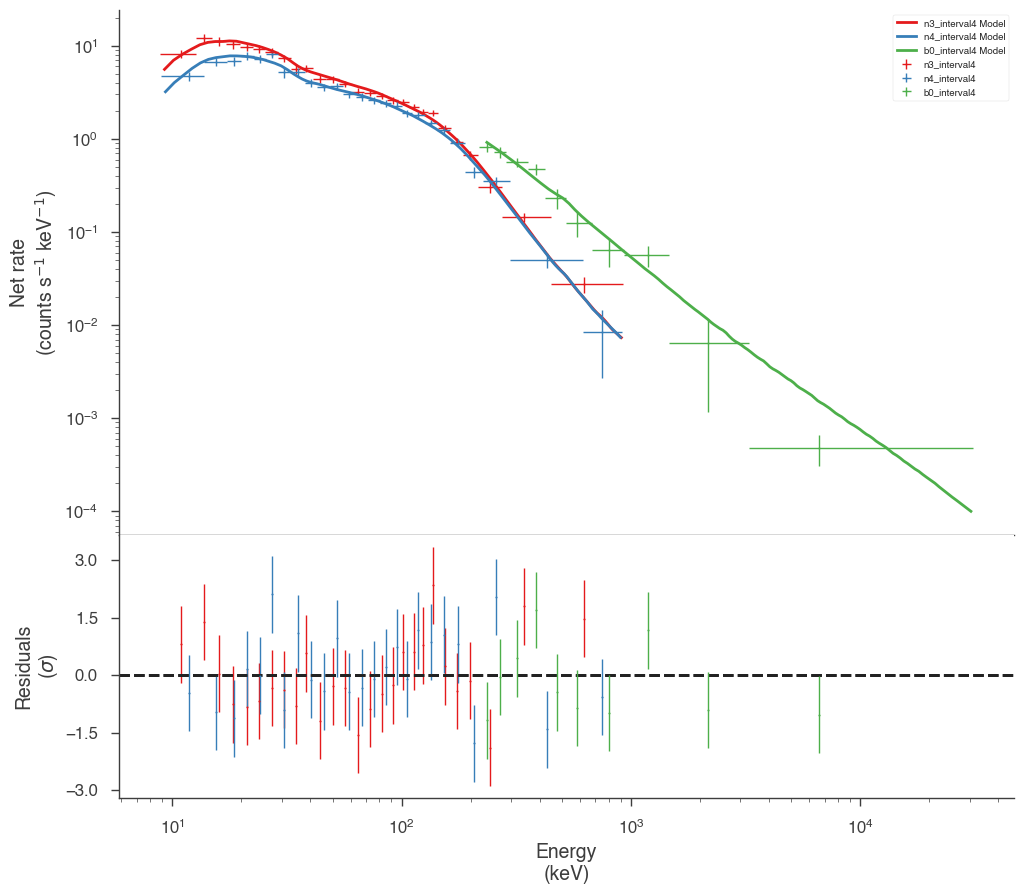 n3_interval4 Model
n4_interval4 Model
b0_interval4 Model
n3_interval4
n4_interval4
b0_interval4
10¹
10⁰
10⁻¹
10⁻²
10⁻³
10⁻⁴
Net rate
(counts s⁻¹ keV⁻¹)
3.0
1.5
0.0
−1.5
−3.0
Residuals
(σ)
10¹ 10² 10³ 10⁴
Energy
(keV)